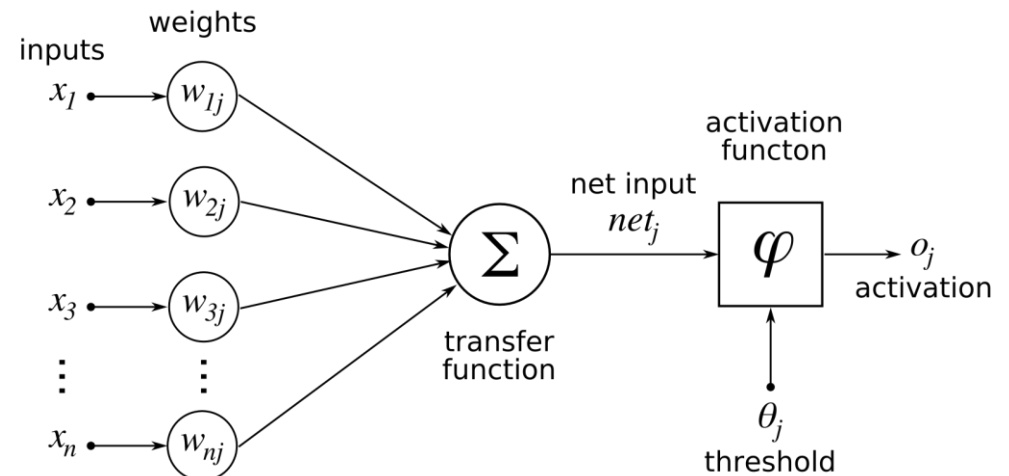 weights
inputs
x1
w1j
x2
w2j
x3
w3j
⋮ ⋮
xn
wnj
Σ
transfer
function
net input
netj
activation
functon
φ
oj
activation
θj
threshold